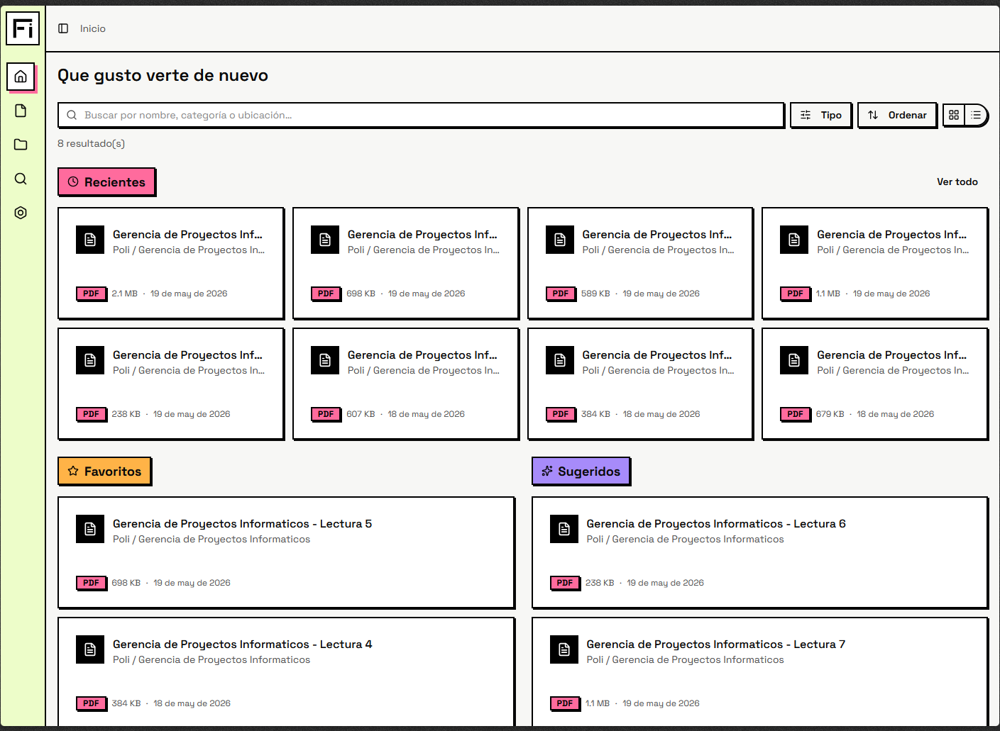 Fi
Inicio
Que gusto verte de nuevo
Buscar por nombre, categoría o ubicación...
Tipo
Ordenar
8 resultado(s)
Recientes
Ver todo
Gerencia de Proyectos Inf...
Poli / Gerencia de Proyectos In...
PDF 2.1 MB · 19 de may de 2026
Gerencia de Proyectos Inf...
Poli / Gerencia de Proyectos In...
PDF 698 KB · 19 de may de 2026
Gerencia de Proyectos Inf...
Poli / Gerencia de Proyectos In...
PDF 589 KB · 19 de may de 2026
Gerencia de Proyectos Inf...
Poli / Gerencia de Proyectos In...
PDF 1.1 MB · 19 de may de 2026
Gerencia de Proyectos Inf...
Poli / Gerencia de Proyectos In...
PDF 238 KB · 19 de may de 2026
Gerencia de Proyectos Inf...
Poli / Gerencia de Proyectos In...
PDF 607 KB · 18 de may de 2026
Gerencia de Proyectos Inf...
Poli / Gerencia de Proyectos In...
PDF 384 KB · 18 de may de 2026
Gerencia de Proyectos Inf...
Poli / Gerencia de Proyectos In...
PDF 679 KB · 18 de may de 2026
Favoritos
Gerencia de Proyectos Informaticos - Lectura 5
Poli / Gerencia de Proyectos Informaticos
PDF 698 KB · 19 de may de 2026
Gerencia de Proyectos Informaticos - Lectura 4
Poli / Gerencia de Proyectos Informaticos
PDF 384 KB · 18 de may de 2026
Sugeridos
Gerencia de Proyectos Informaticos - Lectura 6
Poli / Gerencia de Proyectos Informaticos
PDF 238 KB · 19 de may de 2026
Gerencia de Proyectos Informaticos - Lectura 7
Poli / Gerencia de Proyectos Informaticos
PDF 1.1 MB · 19 de may de 2026